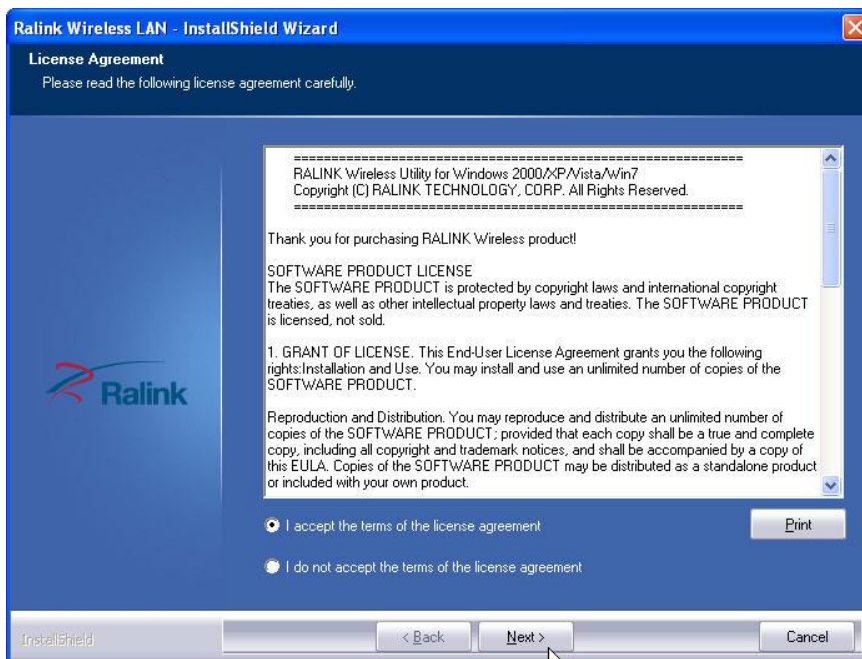 Ralink Wireless LAN - InstallShield Wizard
License Agreement
Please read the following license agreement carefully.
============================================================
RALINK Wireless Utility for Windows 2000/XP/Vista/Win7
Copyright (C) RALINK TECHNOLOGY, CORP. All Rights Reserved.
============================================================
Thank you for purchasing RALINK Wireless product!
SOFTWARE PRODUCT LICENSE
The SOFTWARE PRODUCT is protected by copyright laws and international copyright
treaties, as well as other intellectual property laws and treaties. The SOFTWARE PRODUCT
is licensed, not sold.
1. GRANT OF LICENSE. This End-User License Agreement grants you the following
rights:Installation and Use. You may install and use an unlimited number of copies of the
SOFTWARE PRODUCT.
Reproduction and Distribution. You may reproduce and distribute an unlimited number of
copies of the SOFTWARE PRODUCT; provided that each copy shall be a true and complete
copy, including all copyright and trademark notices, and shall be accompanied by a copy of
this EULA. Copies of the SOFTWARE PRODUCT may be distributed as a standalone product
or included with your own product.
Ralink
I accept the terms of the license agreement
Print
I do not accept the terms of the license agreement
InstallShield
< Back
Next >
Cancel